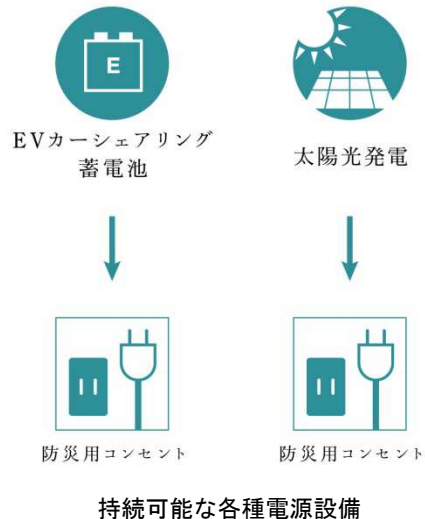 E
EVカーシェアリング
蓄電池
太陽光発電
防災用コンセント
防災用コンセント
持続可能な各種電源設備